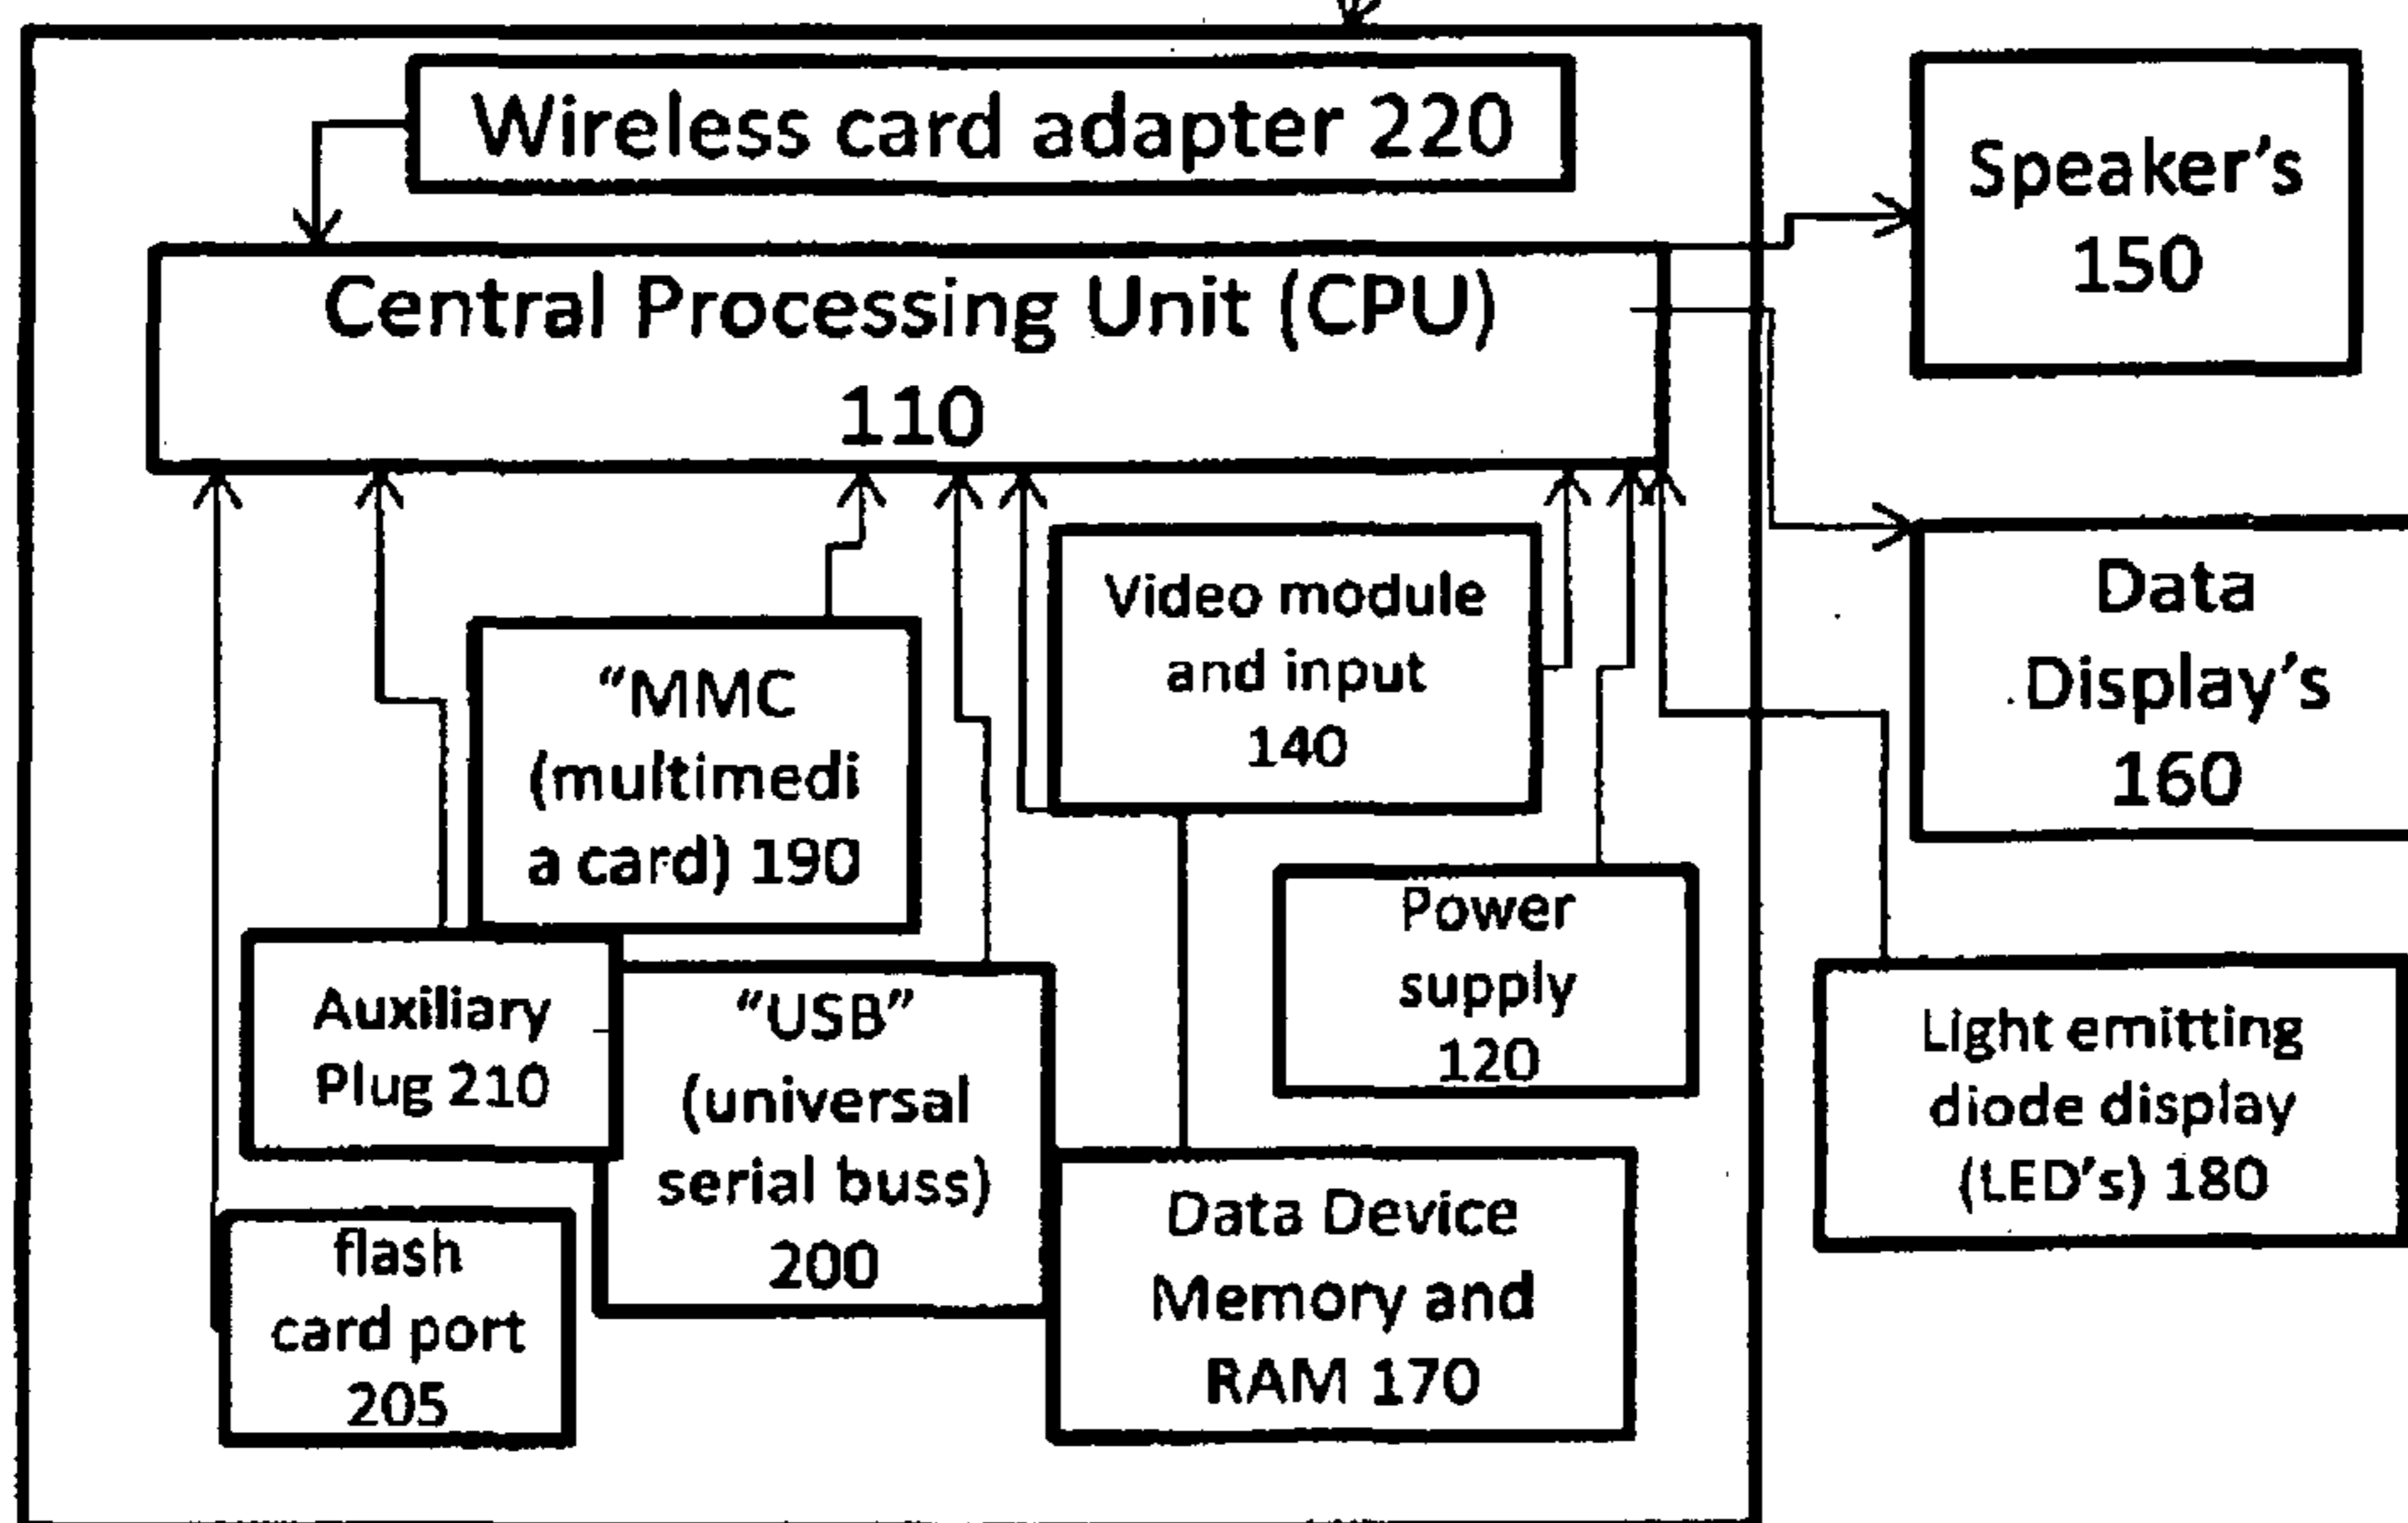 Wireless card adapter 220
Speaker's
150
Central Processing Unit (CPU)
110
Video module
and input
140
Data
Display's
160
“MMC
(multimedi
a card) 190
Power
supply
120
Auxiliary
Plug 210
“USB”
(universal
serial buss)
200
Light emitting
diode display
(LED's) 180
Data Device
Memory and
RAM 170
flash
card port
205